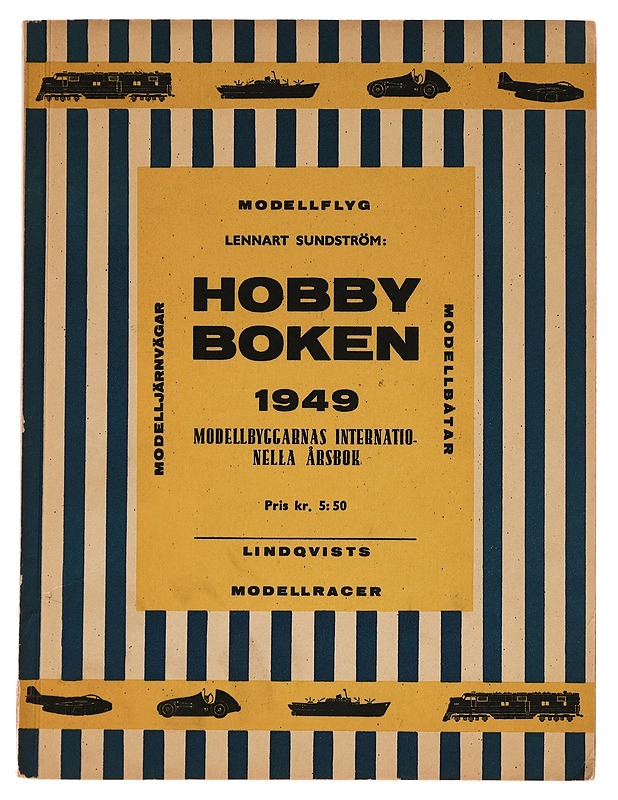 MODELLFLYG
LENNART SUNDSTRÖM:
HOBBY
BOKEN
1949
MODELLBYGGARNAS INTERNATIO-
NELLA ÅRSBOK
Pris kr. 5:50
LINDQVISTS
MODELLRACER
MODELLJÄRNVÄGAR
MODELLBÅTAR